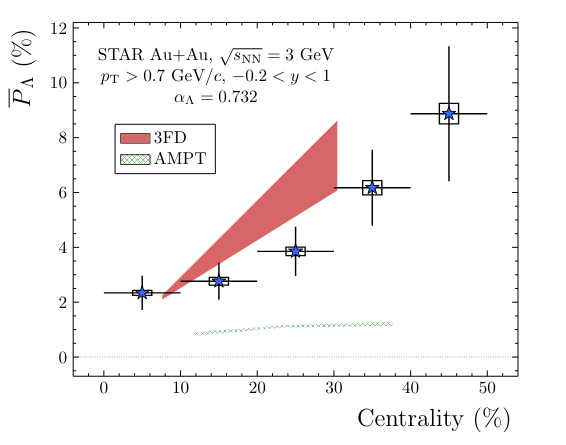 P̅_Λ (%)
12
10
8
6
4
2
0
STAR Au+Au, √s_NN = 3 GeV
p_T > 0.7 GeV/c, −0.2 < y < 1
α_Λ = 0.732
3FD
AMPT
0 10 20 30 40 50
Centrality (%)